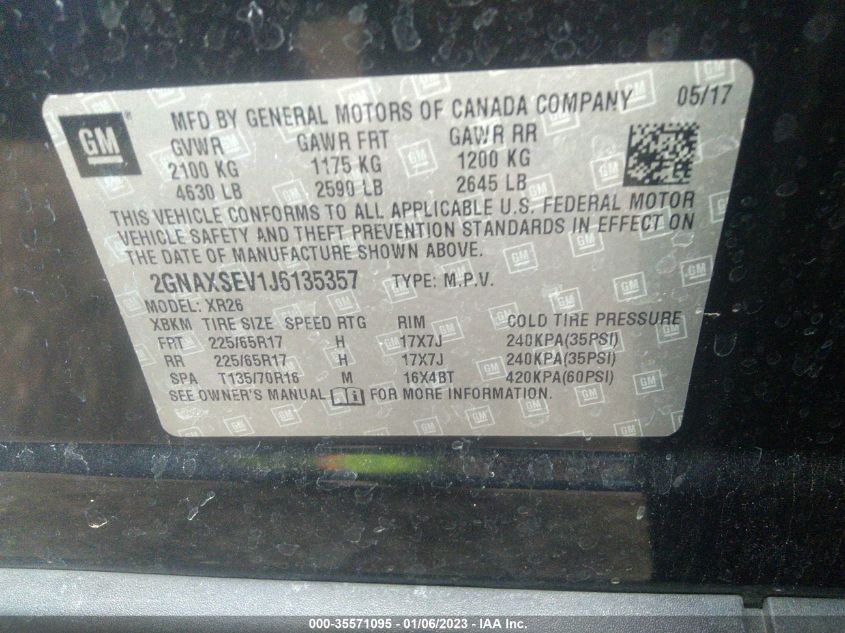 GM ®
MFD BY GENERAL MOTORS OF CANADA COMPANY 05/17
GVWR GAWR FRT GAWR RR
2100 KG 1175 KG 1200 KG
4630 LB 2590 LB 2645 LB
THIS VEHICLE CONFORMS TO ALL APPLICABLE U.S. FEDERAL MOTOR
VEHICLE SAFETY AND THEFT PREVENTION STANDARDS IN EFFECT ON
THE DATE OF MANUFACTURE SHOWN ABOVE.
2GNAXSEV1J6135357 TYPE: M.P.V.
MODEL: XR26
XBKM TIRE SIZE SPEED RTG RIM COLD TIRE PRESSURE
FRT 225/65R17 H 17X7J 240KPA(35PSI)
RR 225/65R17 H 17X7J 240KPA(35PSI)
SPA T135/70R16 M 16X4BT 420KPA(60PSI)
SEE OWNER'S MANUAL FOR MORE INFORMATION.
000-35571095 01/06/2023 - IAA Inc.